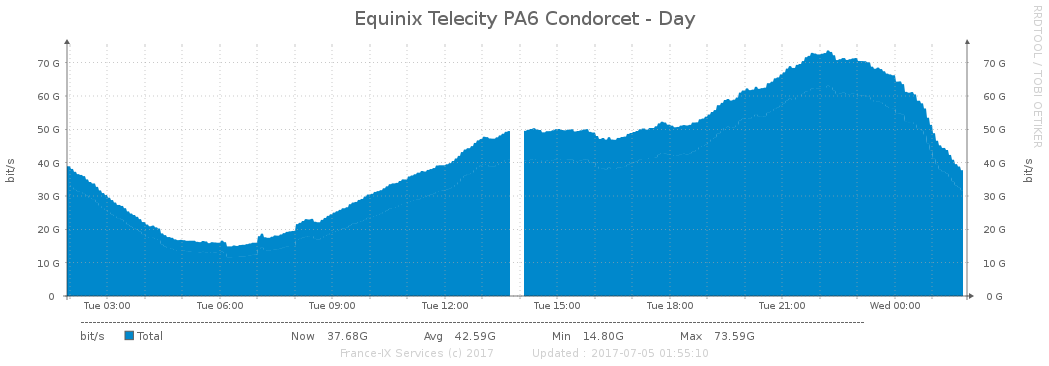 Equinix Telecity PA6 Condorcet - Day
RRDTOOL / TOBI OETIKER
bit/s
70 G 70 G
60 G 60 G
50 G 50 G
40 G 40 G
30 G 30 G
20 G 20 G
10 G 10 G
0 0 G
bit/s
Tue 03:00 Tue 06:00 Tue 09:00 Tue 12:00 Tue 15:00 Tue 18:00 Tue 21:00 Wed 00:00
bit/s Total Now 37.68G Avg 42.59G Min 14.80G Max 73.59G
France-IX Services (c) 2017 Updated : 2017-07-05 01:55:10